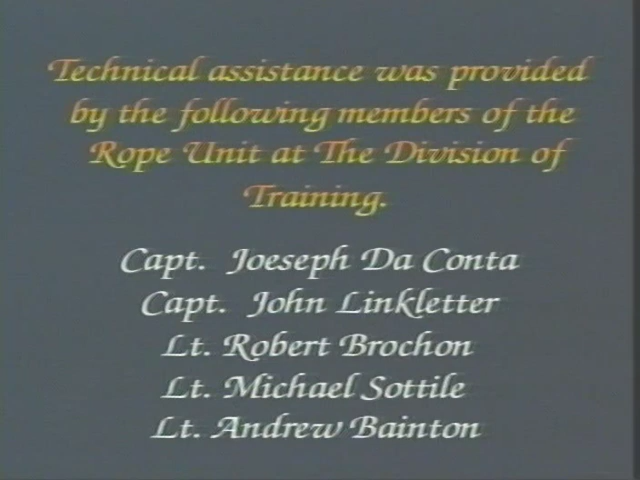 Technical assistance was provided
by the following members of the
Rope Unit at The Division of
Training.
Capt. Joeseph Da Conta
Capt. John Linkletter
Lt. Robert Brochon
Lt. Michael Sottile
Lt. Andrew Bainton